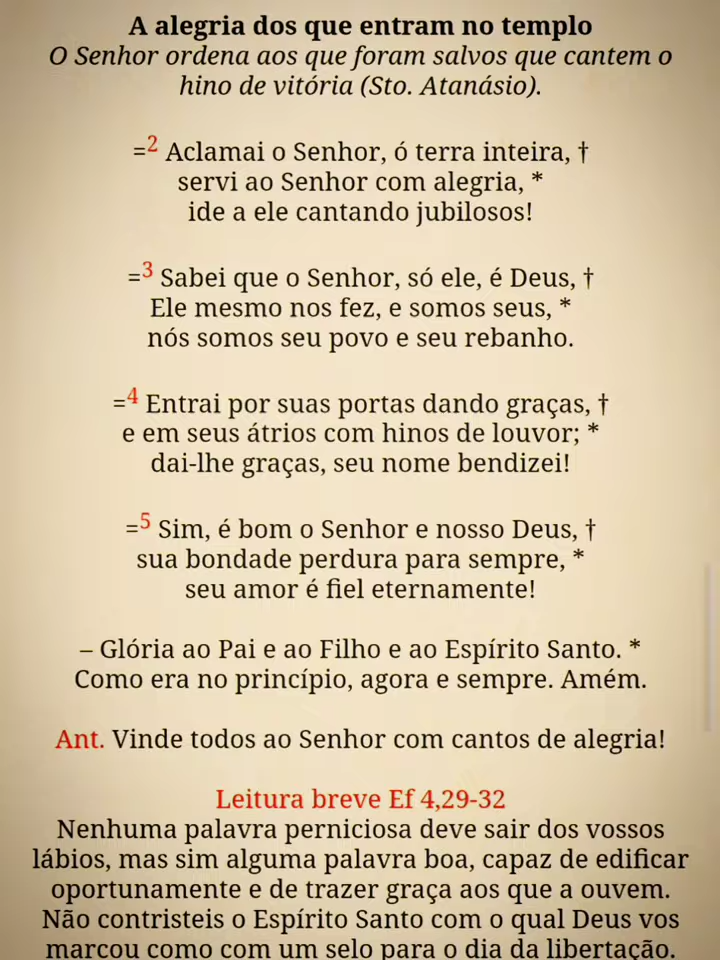 A alegria dos que entram no templo
O Senhor ordena aos que foram salvos que cantem o
hino de vitória (Sto. Atanásio).
=2 Aclamai o Senhor, ó terra inteira, †
servi ao Senhor com alegria, *
ide a ele cantando jubilosos!
=3 Sabei que o Senhor, só ele, é Deus, †
Ele mesmo nos fez, e somos seus, *
nós somos seu povo e seu rebanho.
=4 Entrai por suas portas dando graças, †
e em seus átrios com hinos de louvor; *
dai-lhe graças, seu nome bendizei!
=5 Sim, é bom o Senhor e nosso Deus, †
sua bondade perdura para sempre, *
seu amor é fiel eternamente!
– Glória ao Pai e ao Filho e ao Espírito Santo. *
Como era no princípio, agora e sempre. Amém.
Ant. Vinde todos ao Senhor com cantos de alegria!
Leitura breve Ef 4,29-32
Nenhuma palavra perniciosa deve sair dos vossos
lábios, mas sim alguma palavra boa, capaz de edificar
oportunamente e de trazer graça aos que a ouvem.
Não contristeis o Espírito Santo com o qual Deus vos
marcou como com um selo para o dia da libertação.